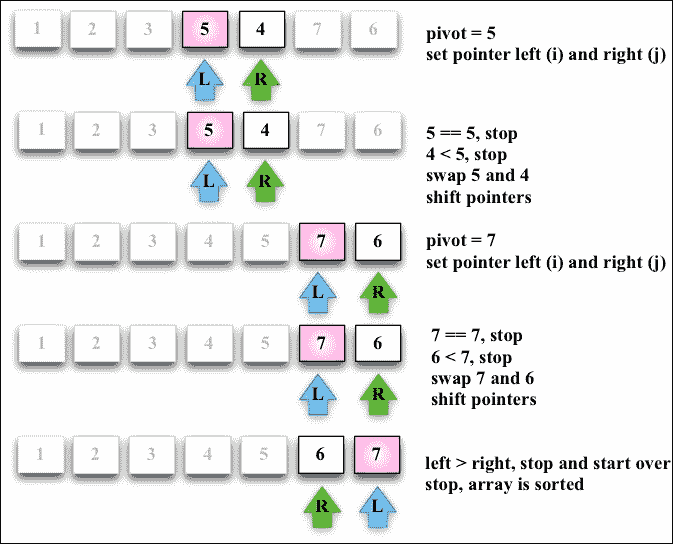 1 2 3 5 4 7 6
pivot = 5
set pointer left (i) and right (j)
L R
1 2 3 5 4 7 6
5 == 5, stop
4 < 5, stop
swap 5 and 4
shift pointers
L R
1 2 3 4 5 7 6
pivot = 7
set pointer left (i) and right (j)
L R
1 2 3 4 5 7 6
7 == 7, stop
6 < 7, stop
swap 7 and 6
shift pointers
L R
1 2 3 4 5 6 7
left > right, stop and start over
stop, array is sorted
R L